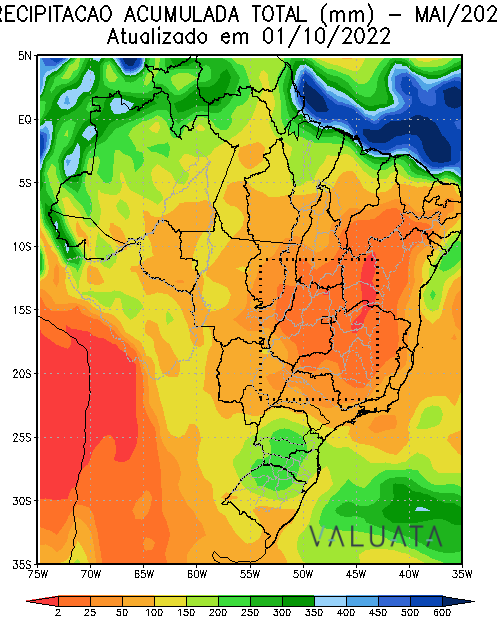 RECIPITACAO ACUMULADA TOTAL (mm) – MAI/202
Atualizado em 01/10/2022
5N
EQ
5S
10S
15S
20S
25S
30S
35S
VALUATA
75W 70W 65W 60W 55W 50W 45W 40W 35W
2 25 50 100 150 200 250 300 350 400 450 500 600